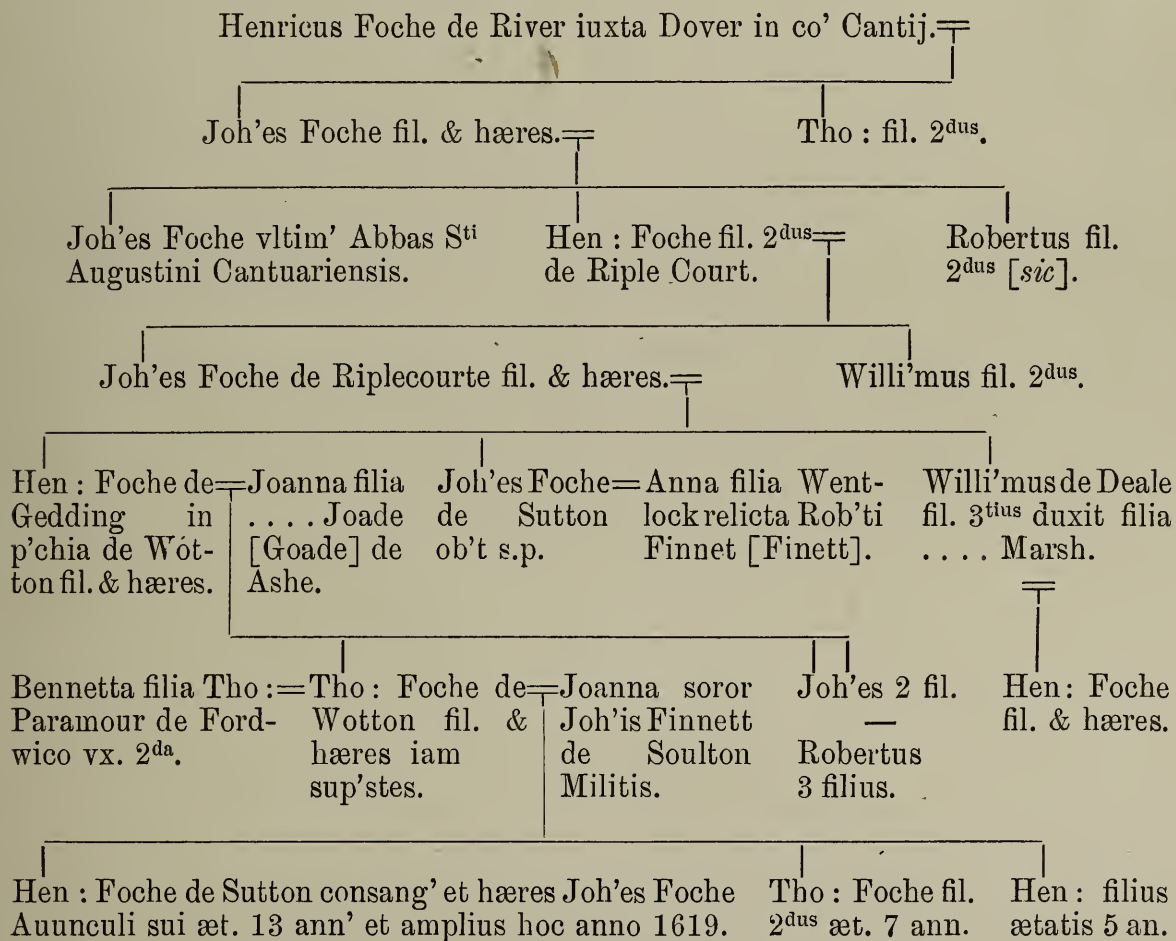 Henricus Foche de River iuxta Dover in co' Cantij.
Joh'es Foche fil. & hæres.
Tho : fil. 2dus.
Joh'es Foche vltim' Abbas Sti
Augustini Cantuariensis.
Hen : Foche fil. 2dus
de Riple Court.
Robertus fil.
2dus [sic].
Joh'es Foche de Riplecourte fil. & hæres.
Willi'mus fil. 2dus.
Hen : Foche de
Gedding in
p'chia de Wót-
ton fil. & hæres.
Joanna filia
. . . . Joade
[Goade] de
Ashe.
Joh'es Foche
de Sutton
ob't s.p.
Anna filia Went-
lock relicta Rob'ti
Finnet [Finett].
Willi'mus de Deale
fil. 3tius duxit filia
. . . . Marsh.
Bennetta filia Tho :
Paramour de Ford-
wico vx. 2da.
Tho : Foche de
Wotton fil. &
hæres iam
sup'stes.
Joanna soror
Joh'is Finnett
de Soulton
Militis.
Joh'es 2 fil.
—
Robertus
3 filius.
Hen : Foche
fil. & hæres.
Hen : Foche de Sutton consang' et hæres Joh'es Foche
Auunculi sui æt. 13 ann' et amplius hoc anno 1619.
Tho : Foche fil.
2dus æt. 7 ann.
Hen : filius
ætatis 5 an.